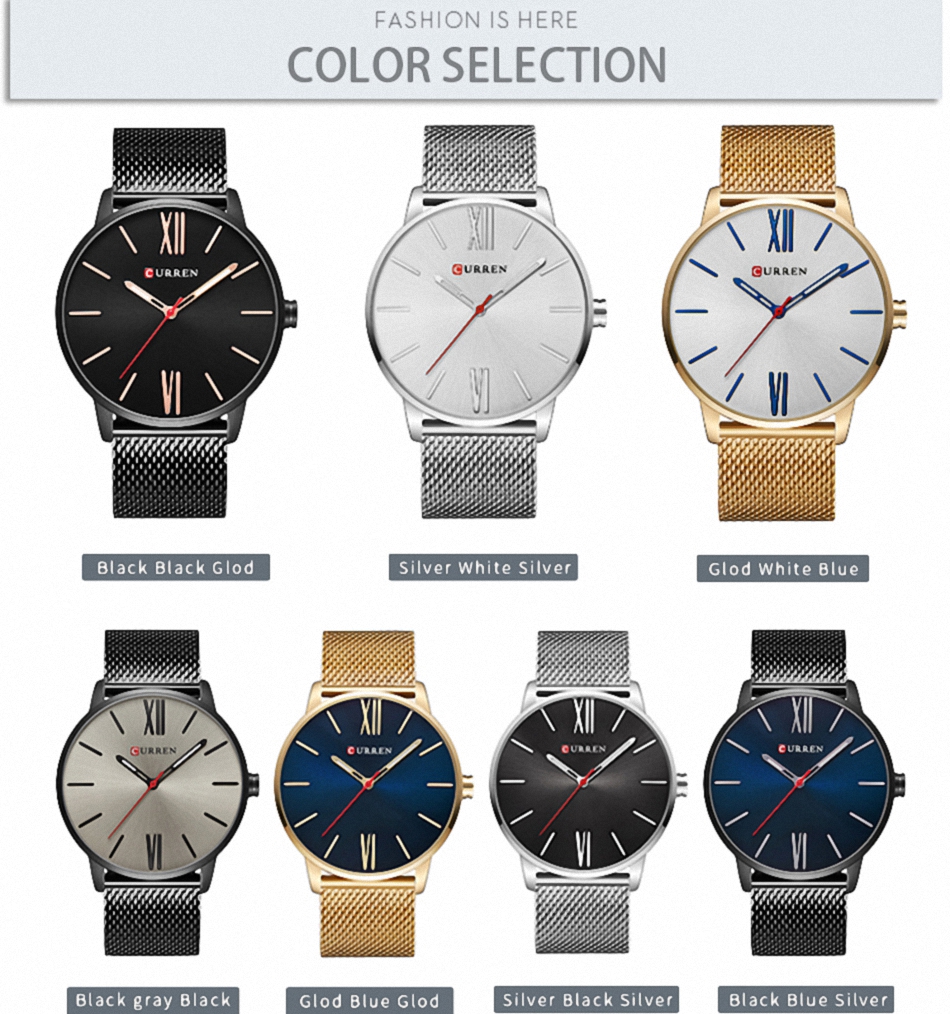 FASHION IS HERE
COLOR SELECTION
XII
CURREN
VI
XII
CURREN
VI
XII
CURREN
VI
Black Black Glod
Silver White Silver
Glod White Blue
XII
CURREN
VI
XII
CURREN
VI
XII
CURREN
VI
XII
CURREN
VI
Black gray Black
Glod Blue Glod
Silver Black Silver
Black Blue Silver